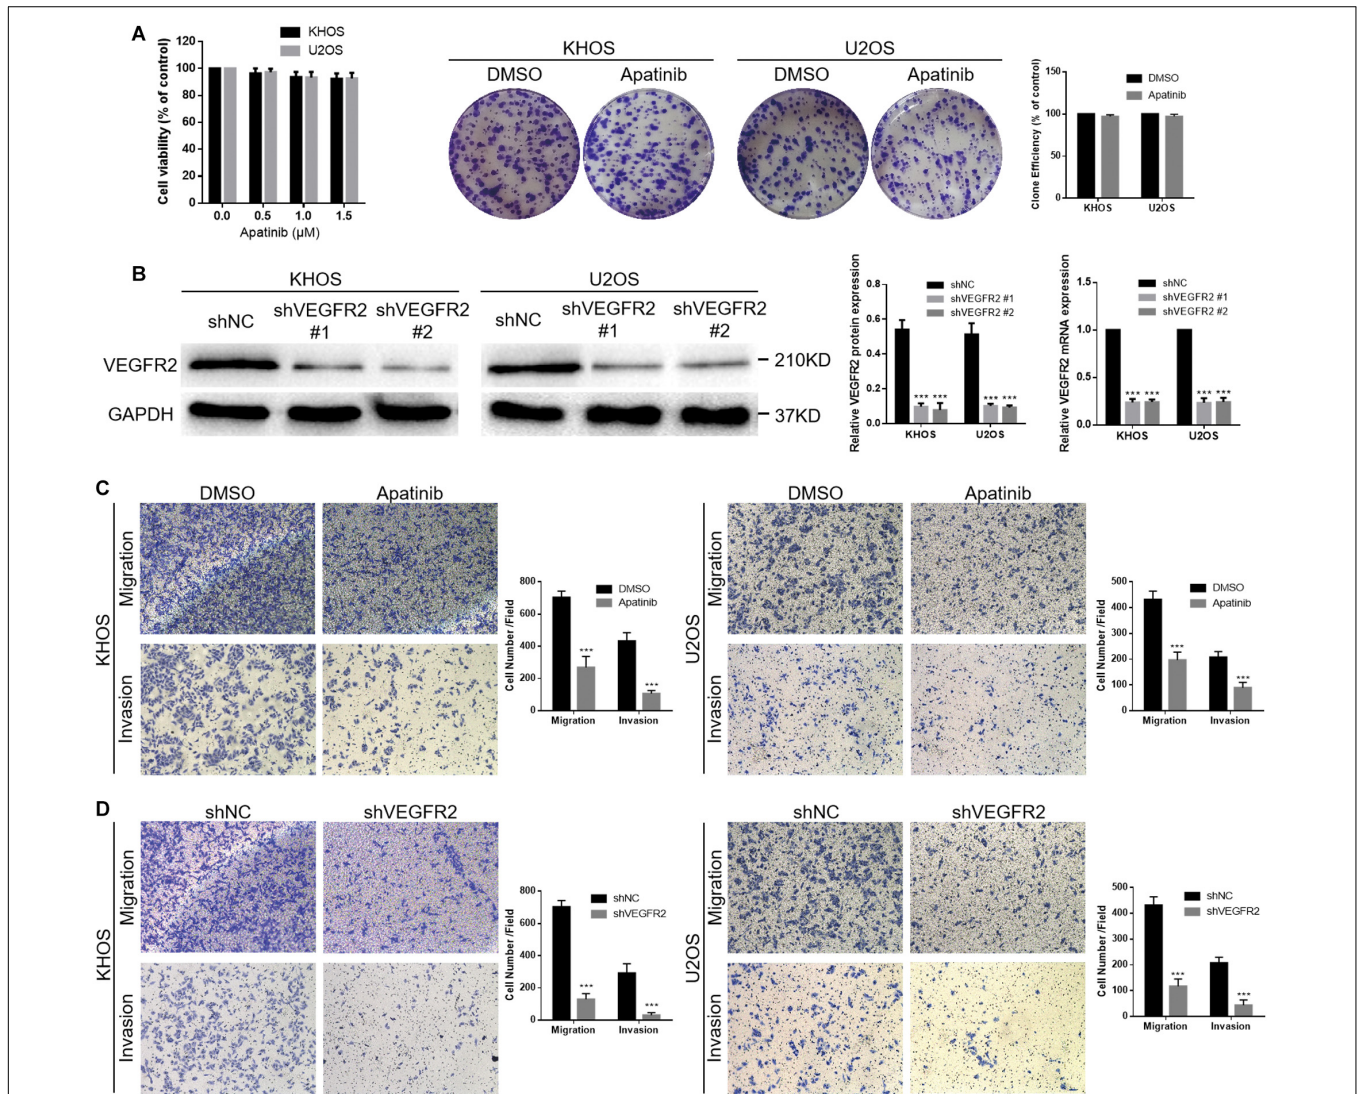 A
Cell viability (% of control)
120
100
80
60
40
20
0
KHOS
U2OS
0.0 0.5 1.0 1.5
Apatinib (µM)
KHOS U2OS
DMSO Apatinib DMSO Apatinib
Clone Efficiency (% of control)
150
100
50
0
DMSO
Apatinib
KHOS U2OS
B
KHOS U2OS
shNC shVEGFR2 #1 shVEGFR2 #2 shNC shVEGFR2 #1 shVEGFR2 #2
VEGFR2 210KD
GAPDH 37KD
Relative VEGFR2 protein expression
0.8
0.6
0.4
0.2
0.0
shNC
shVEGFR2 #1
shVEGFR2 #2
*** *** *** ***
KHOS U2OS
Relative VEGFR2 mRNA expression
1.5
1.0
0.5
0.0
shNC
shVEGFR2 #1
shVEGFR2 #2
*** *** *** ***
KHOS U2OS
C
DMSO Apatinib
KHOS
Migration
Invasion
Cell Number /Field
800
600
400
200
0
DMSO
Apatinib
*** ***
Migration Invasion
DMSO Apatinib
U2OS
Migration
Invasion
Cell Number /Field
500
400
300
200
100
0
DMSO
Apatinib
*** ***
Migration Invasion
D
shNC shVEGFR2
KHOS
Migration
Invasion
Cell Number /Field
800
600
400
200
0
shNC
shVEGFR2
*** ***
Migration Invasion
shNC shVEGFR2
U2OS
Migration
Invasion
Cell Number /Field
500
400
300
200
100
0
shNC
shVEGFR2
*** ***
Migration Invasion